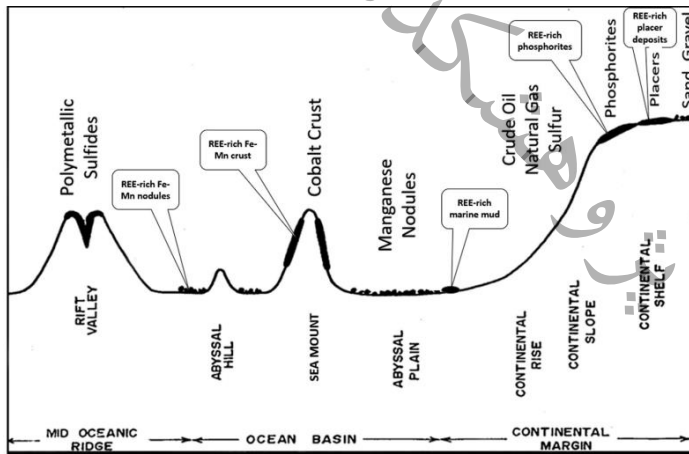 Polymetallic
Sulfides
REE-rich Fe-
Mn nodules
REE-rich Fe-
Mn crust
Cobalt Crust
Manganese
Nodules
REE-rich
marine mud
Crude Oil
Natural Gas
Sulfur
REE-rich
phosphorites
Phosphorites
REE-rich
placer
deposits
Placers
Sand, Gravel
RIFT
VALLEY
ABYSSAL
HILL
SEA MOUNT
ABYSSAL
PLAIN
CONTINENTAL
RISE
CONTINENTAL
SLOPE
CONTINENTAL
SHELF
MID OCEANIC
RIDGE
OCEAN BASIN
CONTINENTAL
MARGIN